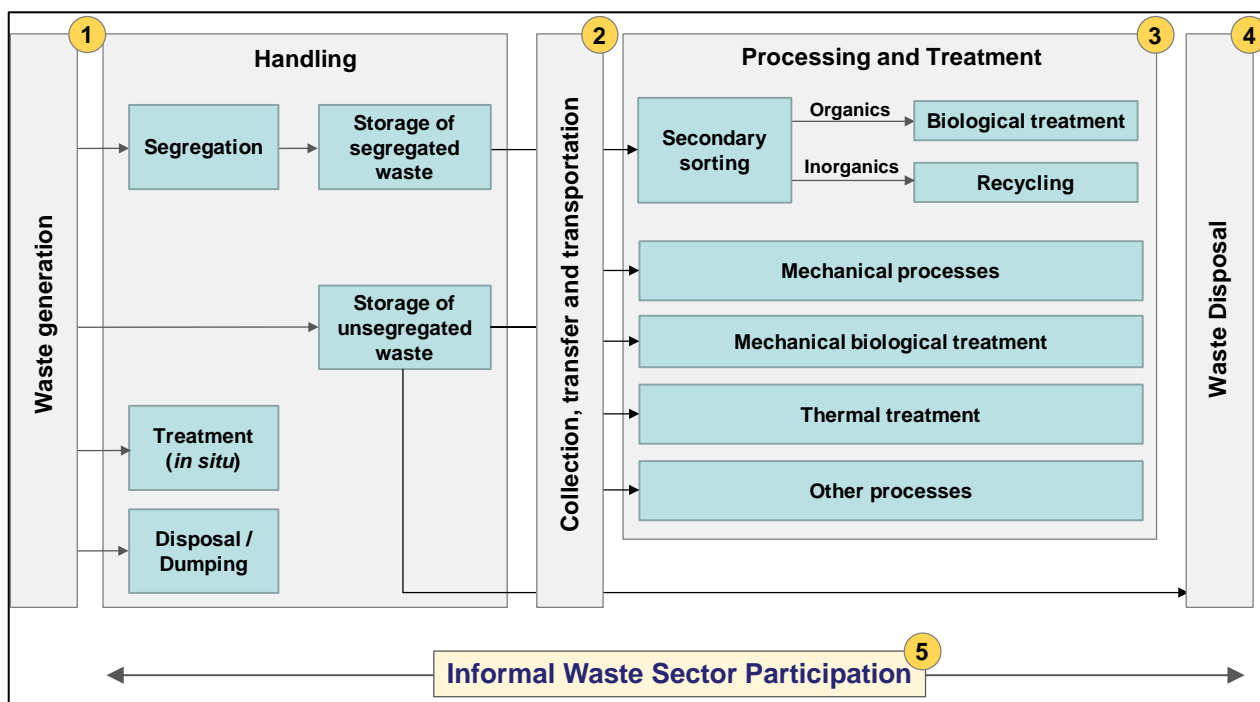 1
2
3
4
Handling
Processing and Treatment
Waste generation
Segregation
Storage of
segregated
waste
Storage of
unsegregated
waste
Treatment
(in situ)
Disposal /
Dumping
Collection, transfer and transportation
Secondary
sorting
Organics
Biological treatment
Inorganics
Recycling
Mechanical processes
Mechanical biological treatment
Thermal treatment
Other processes
Waste Disposal
5
Informal Waste Sector Participation